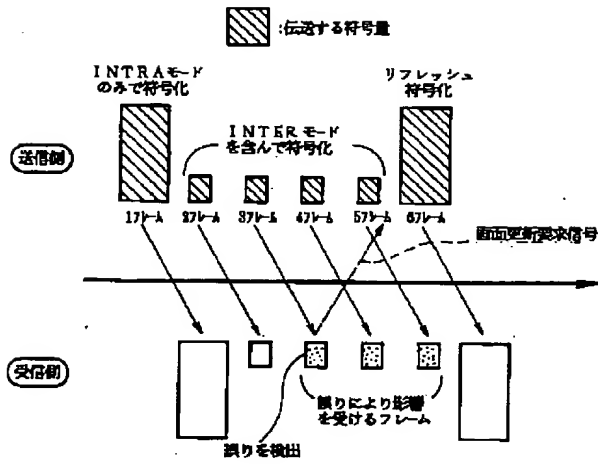 :伝送する符号量
INTRAモード
のみで符号化
リフレッシュ
符号化
INTERモード
を含んで符号化
送信側
1フレーム 2フレーム 3フレーム 4フレーム 5フレーム 6フレーム
画面更新要求信号
受信側
誤りにより影響
を受けるフレーム
誤りを検出